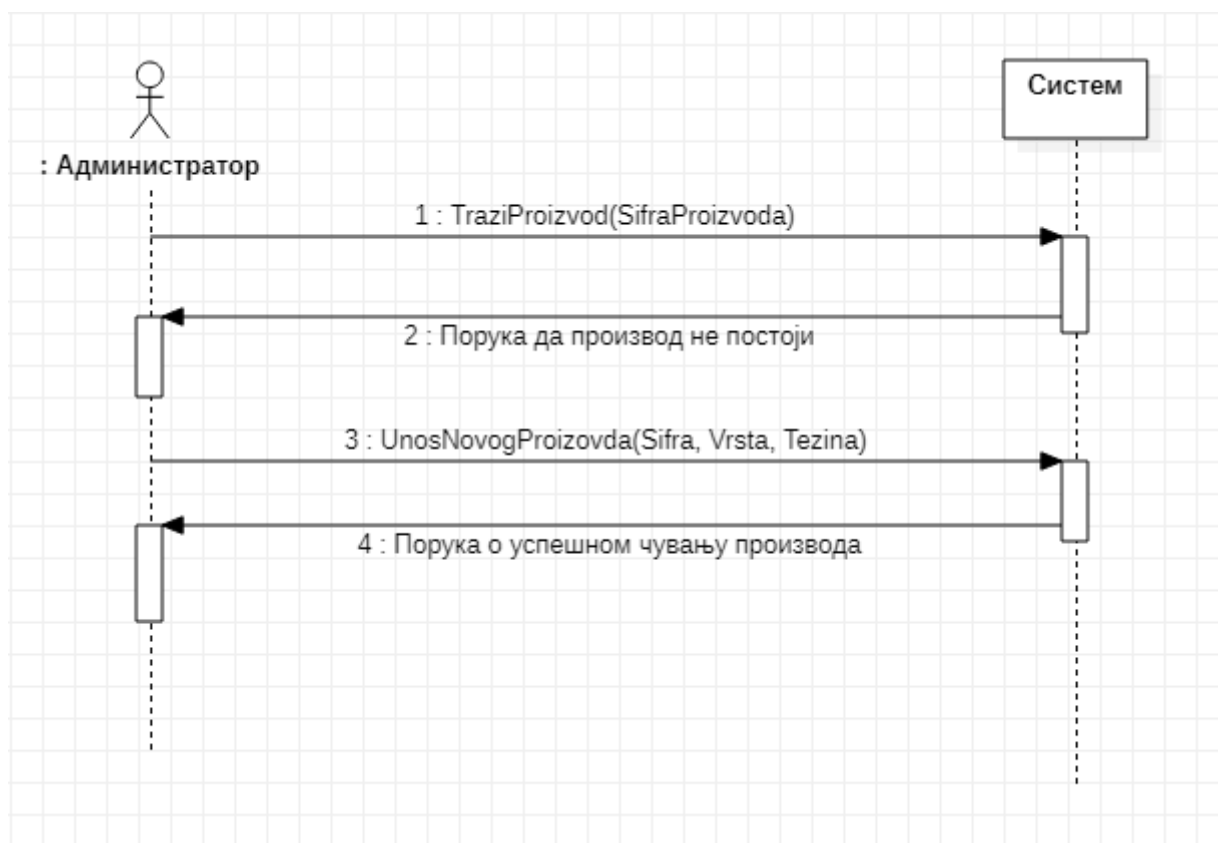 Систем
: Администратор
1 : TraziProizvod(SifraProizvoda)
2 : Порука да производ не постоји
3 : UnosNovogProizovda(Sifra, Vrsta, Tezina)
4 : Порука о успешном чувању производа